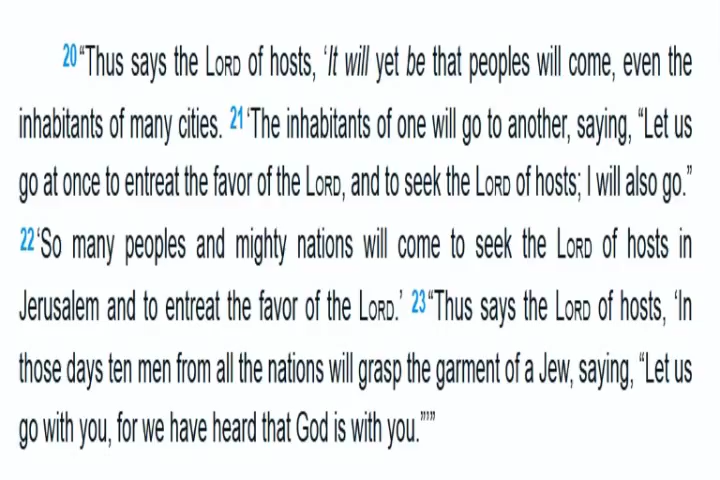 20“Thus says the LORD of hosts, ‘It will yet be that peoples will come, even the
inhabitants of many cities. 21‘The inhabitants of one will go to another, saying, “Let us
go at once to entreat the favor of the LORD, and to seek the LORD of hosts; I will also go.”
22‘So many peoples and mighty nations will come to seek the LORD of hosts in
Jerusalem and to entreat the favor of the LORD.’ 23“Thus says the LORD of hosts, ‘In
those days ten men from all the nations will grasp the garment of a Jew, saying, “Let us
go with you, for we have heard that God is with you.”’”